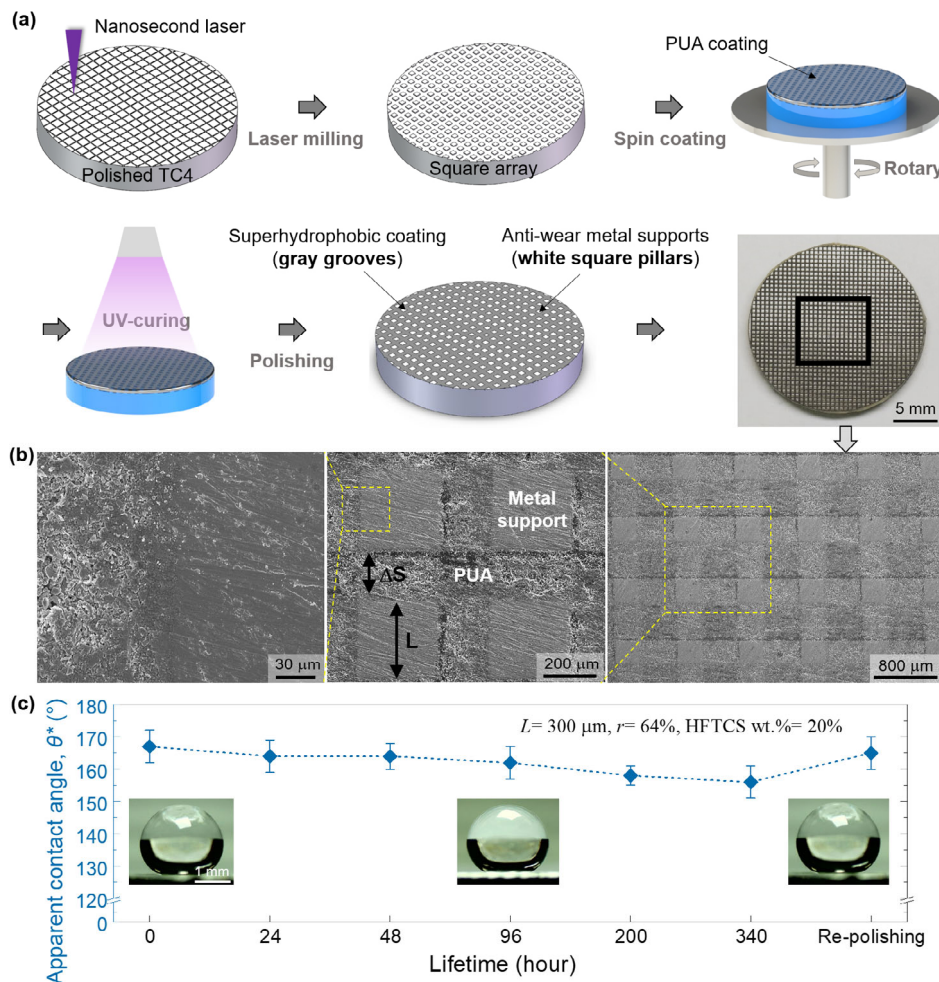 (a)
Nanosecond laser
Polished TC4
Laser milling
Square array
Spin coating
PUA coating
Rotary
UV-curing
Polishing
Superhydrophobic coating
(gray grooves)
Anti-wear metal supports
(white square pillars)
5 mm
(b)
30 μm
Metal
support
PUA
ΔS
L
200 μm
800 μm
(c)
Apparent contact angle, θ* (°)
180
170
160
150
140
130
120
0
L= 300 μm, r= 64%, HFTCS wt.%= 20%
1 mm
0 24 48 96 200 340 Re-polishing
Lifetime (hour)